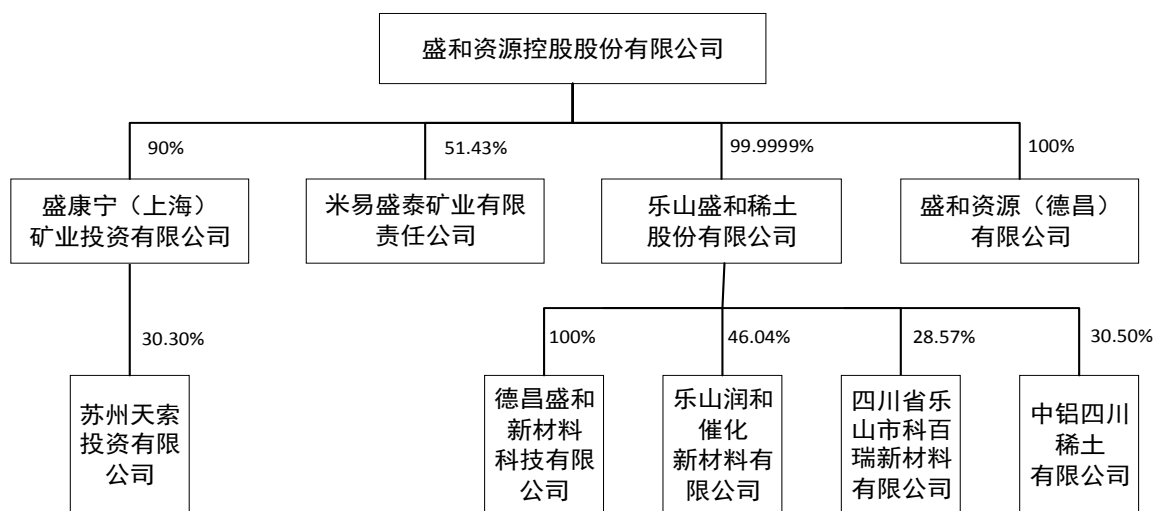 盛和资源控股股份有限公司
90%
51.43%
99.9999%
100%
盛康宁（上海）
矿业投资有限公司
米易盛泰矿业有限
责任公司
乐山盛和稀土
股份有限公司
盛和资源（德昌）
有限公司
30.30%
100%
46.04%
28.57%
30.50%
苏州天索
投资有限
公司
德昌盛和
新材料
科技有限
公司
乐山润和
催化
新材料有
限公司
四川省乐
山市科百
瑞新材料
有限公司
中铝四川
稀土
有限公司